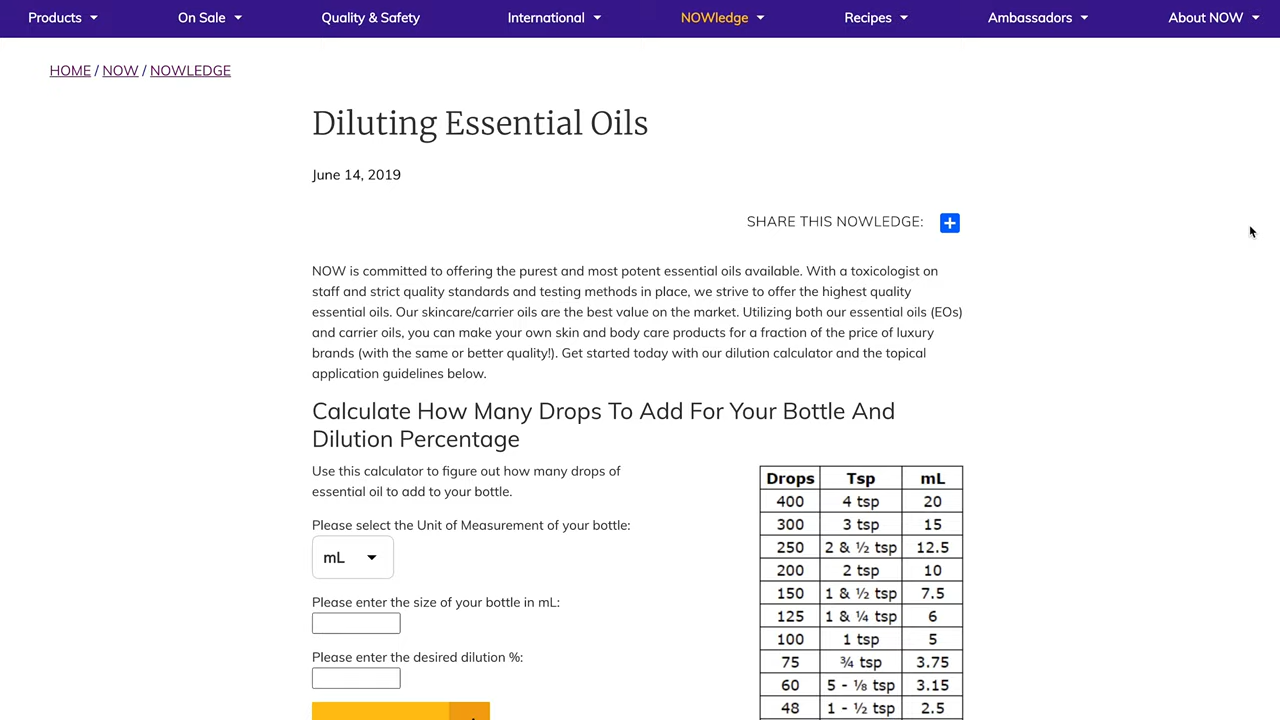 Products On Sale Quality & Safety International NOWledge Recipes Ambassadors About NOW
HOME / NOW / NOWLEDGE
Diluting Essential Oils
June 14, 2019
SHARE THIS NOWLEDGE:
NOW is committed to offering the purest and most potent essential oils available. With a toxicologist on
staff and strict quality standards and testing methods in place, we strive to offer the highest quality
essential oils. Our skincare/carrier oils are the best value on the market. Utilizing both our essential oils (EOs)
and carrier oils, you can make your own skin and body care products for a fraction of the price of luxury
brands (with the same or better quality!). Get started today with our dilution calculator and the topical
application guidelines below.
Calculate How Many Drops To Add For Your Bottle And
Dilution Percentage
Use this calculator to figure out how many drops of
essential oil to add to your bottle.
Please select the Unit of Measurement of your bottle:
mL
Please enter the size of your bottle in mL:
Please enter the desired dilution %:
Drops Tsp mL
400 4 tsp 20
300 3 tsp 15
250 2 & ½ tsp 12.5
200 2 tsp 10
150 1 & ½ tsp 7.5
125 1 & ¼ tsp 6
100 1 tsp 5
75 ¾ tsp 3.75
60 5 - ⅛ tsp 3.15
48 1 - ½ tsp 2.5